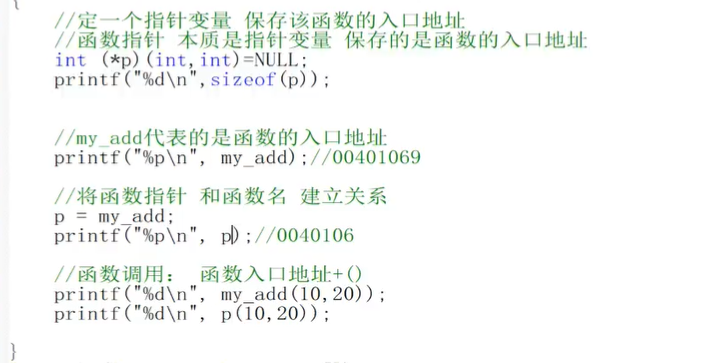 {
//定一个指针变量 保存该函数的入口地址
//函数指针 本质是指针变量 保存的是函数的入口地址
int (*p)(int,int)=NULL;
printf("%d\n",sizeof(p));
//my_add代表的是函数的入口地址
printf("%p\n", my_add);//00401069
//将函数指针 和函数名 建立关系
p = my_add;
printf("%p\n", p);//0040106
//函数调用： 函数入口地址+()
printf("%d\n", my_add(10,20));
printf("%d\n", p(10,20));
}